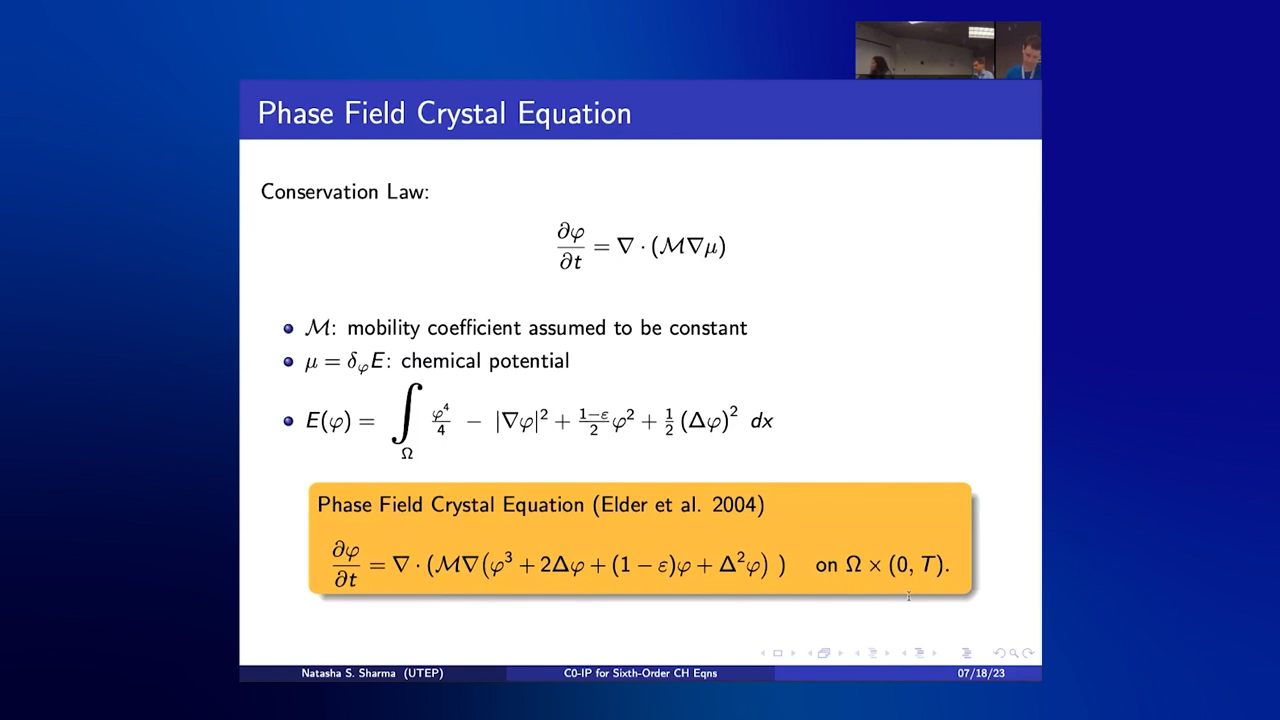 Phase Field Crystal Equation
Conservation Law:
∂φ/∂t = ∇ · (ℳ∇μ)
ℳ: mobility coefficient assumed to be constant
μ = δ_φE: chemical potential
E(φ) = ∫_Ω φ⁴/4 − |∇φ|² + (1−ε)/2 φ² + 1/2 (Δφ)² dx
Phase Field Crystal Equation (Elder et al. 2004)
∂φ/∂t = ∇ · (ℳ∇(φ³ + 2Δφ + (1 − ε)φ + Δ²φ) ) on Ω × (0, T).
Natasha S. Sharma (UTEP) C0-IP for Sixth-Order CH Eqns 07/18/23